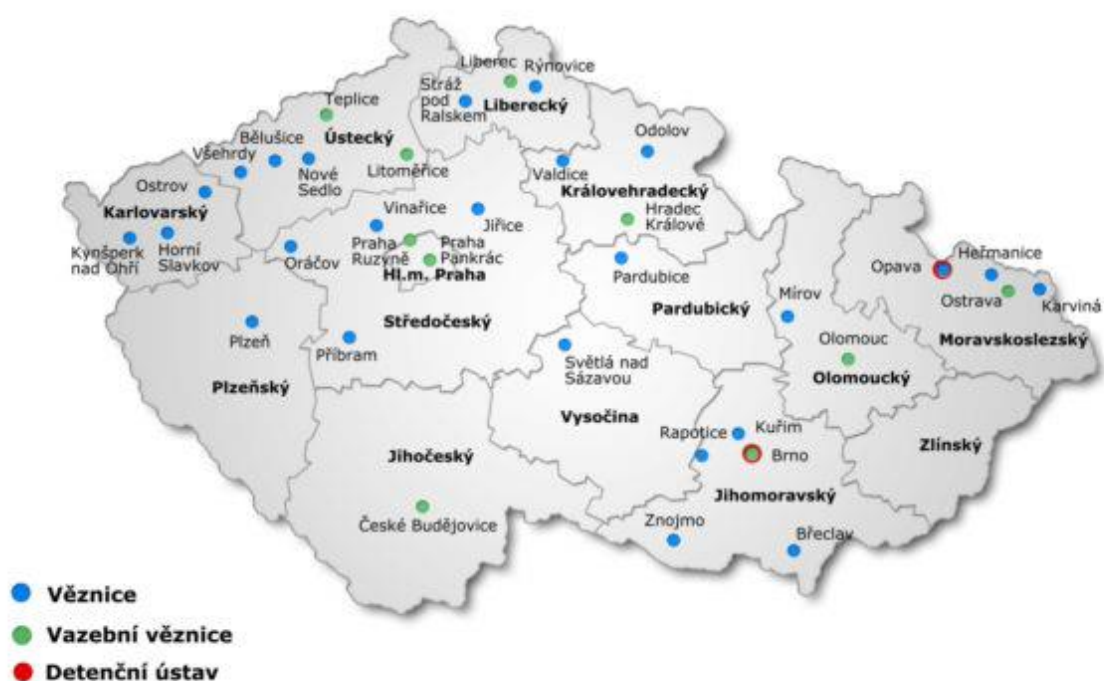 Liberec
Rýnovice
Stráž
pod
Ralskem
Liberecký
Teplice
Ústecký
Bělušice
Všehrdy
Nové
Sedlo
Litoměřice
Odolov
Valdice
Královehradecký
Hradec
Králové
Ostrov
Karlovarský
Kynšperk
nad Ohří
Horní
Slavkov
Vinařice
Jiřice
Oráčov
Praha
Ruzyně
Praha
Pankrác
Hl.m. Praha
Středočeský
Pardubice
Pardubický
Opava
Heřmanice
Ostrava
Karviná
Moravskoslezský
Mírov
Olomouc
Olomoucký
Plzeň
Plzeňský
Příbram
Světlá nad
Sázavou
Vysočina
Rapotice
Kuřim
Brno
Jihomoravský
Zlínský
Jihočeský
České Budějovice
Znojmo
Břeclav
Věznice
Vazební věznice
Detenční ústav